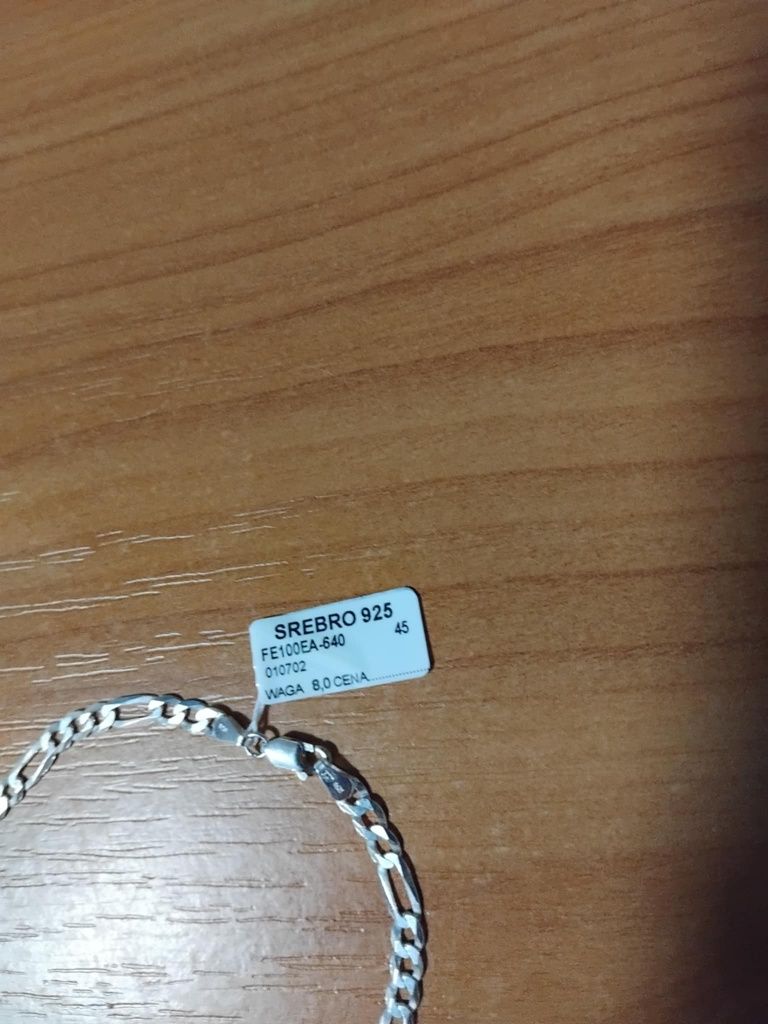 SREBRO 925
FE100EA-640 45
010702
WAGA 8,0 CENA...............